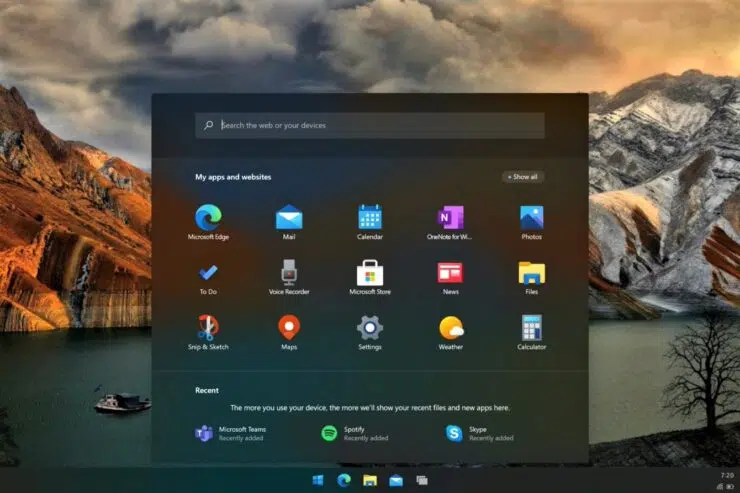 Search the web or your devices
My apps and websites
+ Show all
Microsoft Edge
Mail
Calendar
OneNote for Wi...
Photos
To Do
Voice Recorder
Microsoft Store
News
Files
Snip & Sketch
Maps
Settings
Weather
Calculator
Recent
The more you use your device, the more we'll show your recent files and new apps here.
Microsoft Teams
Recently added
Spotify
Recently added
Skype
Recently added
7:20